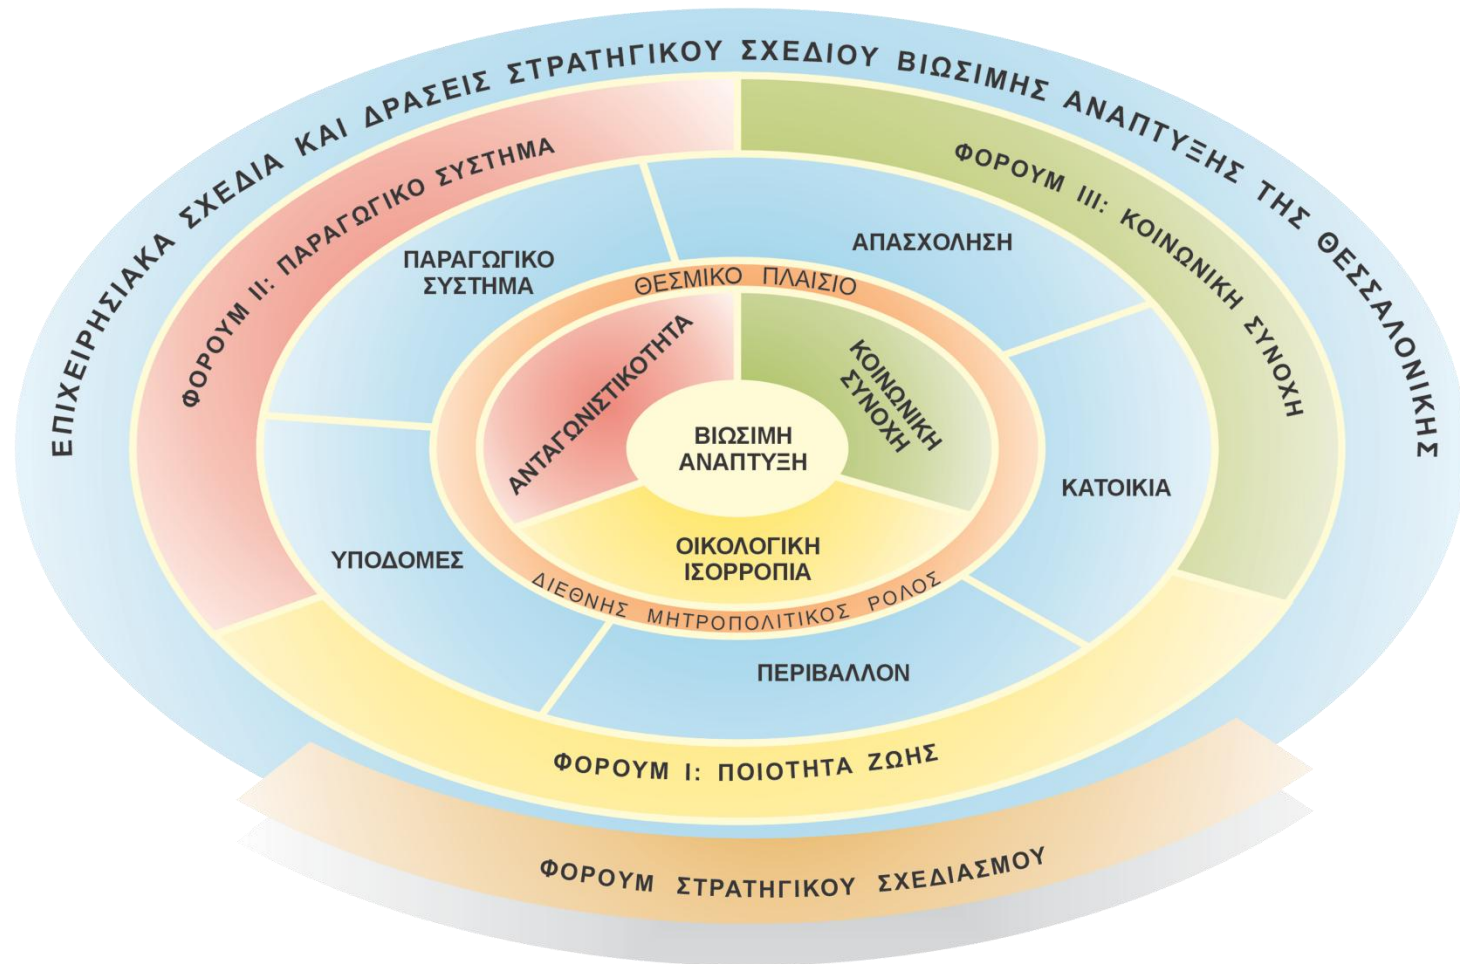 ΕΠΙΧΕΙΡΗΣΙΑΚΑ ΣΧΕΔΙΑ ΚΑΙ ΔΡΑΣΕΙΣ ΣΤΡΑΤΗΓΙΚΟΥ ΣΧΕΔΙΟΥ ΒΙΩΣΙΜΗΣ ΑΝΑΠΤΥΞΗΣ ΤΗΣ ΘΕΣΣΑΛΟΝΙΚΗΣ
ΦΟΡΟΥΜ ΙΙ: ΠΑΡΑΓΩΓΙΚΟ ΣΥΣΤΗΜΑ
ΦΟΡΟΥΜ ΙΙΙ: ΚΟΙΝΩΝΙΚΗ ΣΥΝΟΧΗ
ΠΑΡΑΓΩΓΙΚΟ
ΣΥΣΤΗΜΑ
ΑΠΑΣΧΟΛΗΣΗ
ΘΕΣΜΙΚΟ ΠΛΑΙΣΙΟ
ΑΝΤΑΓΩΝΙΣΤΙΚΟΤΗΤΑ
ΚΟΙΝΩΝΙΚΗ
ΣΥΝΟΧΗ
ΒΙΩΣΙΜΗ
ΑΝΑΠΤΥΞΗ
ΚΑΤΟΙΚΙΑ
ΥΠΟΔΟΜΕΣ
ΟΙΚΟΛΟΓΙΚΗ
ΙΣΟΡΡΟΠΙΑ
ΔΙΕΘΝΗΣ ΜΗΤΡΟΠΟΛΙΤΙΚΟΣ ΡΟΛΟΣ
ΠΕΡΙΒΑΛΛΟΝ
ΦΟΡΟΥΜ Ι: ΠΟΙΟΤΗΤΑ ΖΩΗΣ
ΦΟΡΟΥΜ ΣΤΡΑΤΗΓΙΚΟΥ ΣΧΕΔΙΑΣΜΟΥ